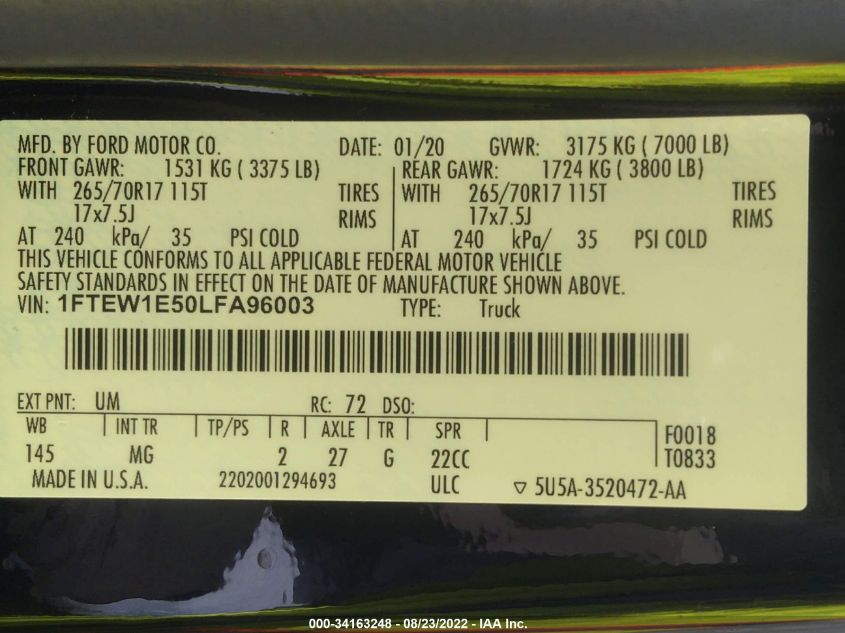 MFD. BY FORD MOTOR CO. DATE: 01/20 GVWR: 3175 KG ( 7000 LB)
FRONT GAWR: 1531 KG ( 3375 LB) REAR GAWR: 1724 KG ( 3800 LB)
WITH 265/70R17 115T TIRES WITH 265/70R17 115T TIRES
17x7.5J RIMS 17x7.5J RIMS
AT 240 kPa/ 35 PSI COLD AT 240 kPa/ 35 PSI COLD
THIS VEHICLE CONFORMS TO ALL APPLICABLE FEDERAL MOTOR VEHICLE
SAFETY STANDARDS IN EFFECT ON THE DATE OF MANUFACTURE SHOWN ABOVE.
VIN: 1FTEW1E50LFA96003 TYPE: Truck
EXT PNT: UM RC: 72 DSO:
WB INT TR TP/PS R AXLE TR SPR F0018
145 MG 2 27 G 22CC T0833
MADE IN U.S.A. 2202001294693 ULC ▽ 5U5A-3520472-AA
000-34163248 - 08/23/2022 - IAA Inc.